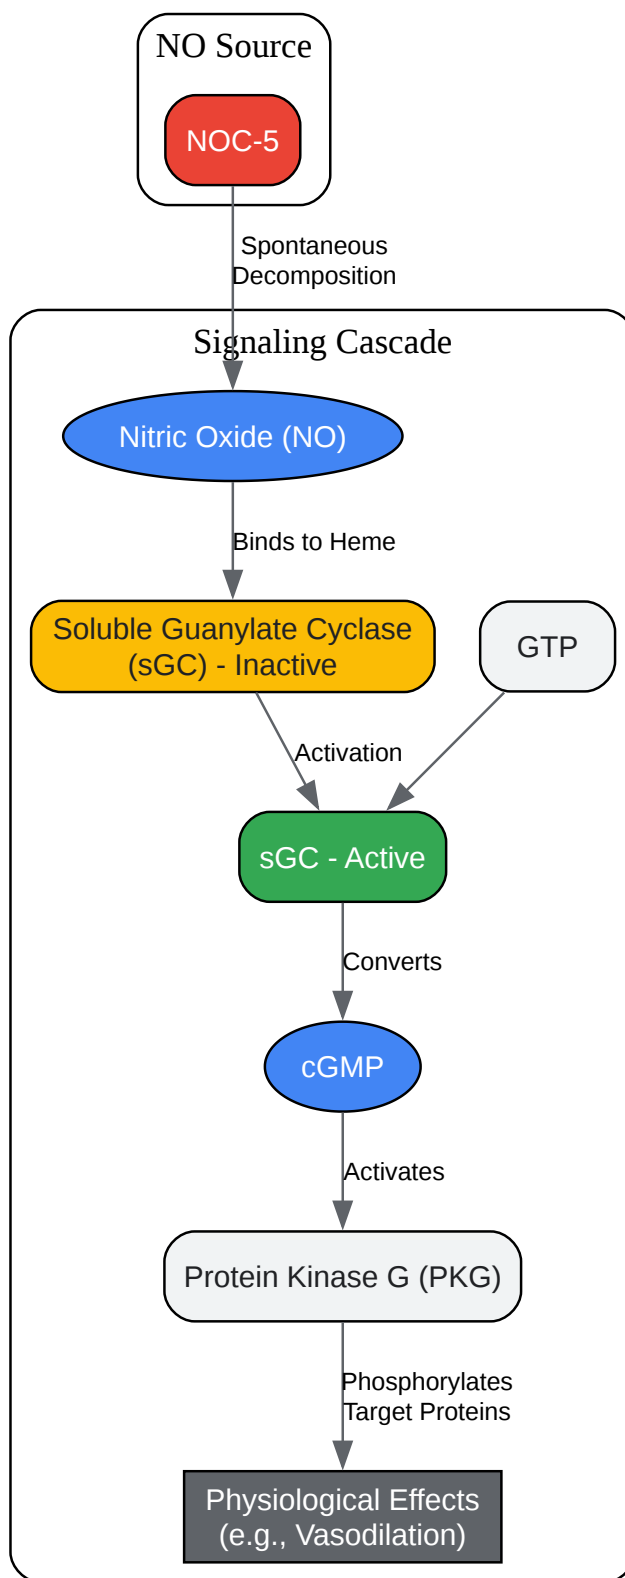 NO Source
NOC-5
Spontaneous
Decomposition
Signaling Cascade
Nitric Oxide (NO)
Binds to Heme
Soluble Guanylate Cyclase
(sGC) - Inactive
GTP
Activation
sGC - Active
Converts
cGMP
Activates
Protein Kinase G (PKG)
Phosphorylates
Target Proteins
Physiological Effects
(e.g., Vasodilation)